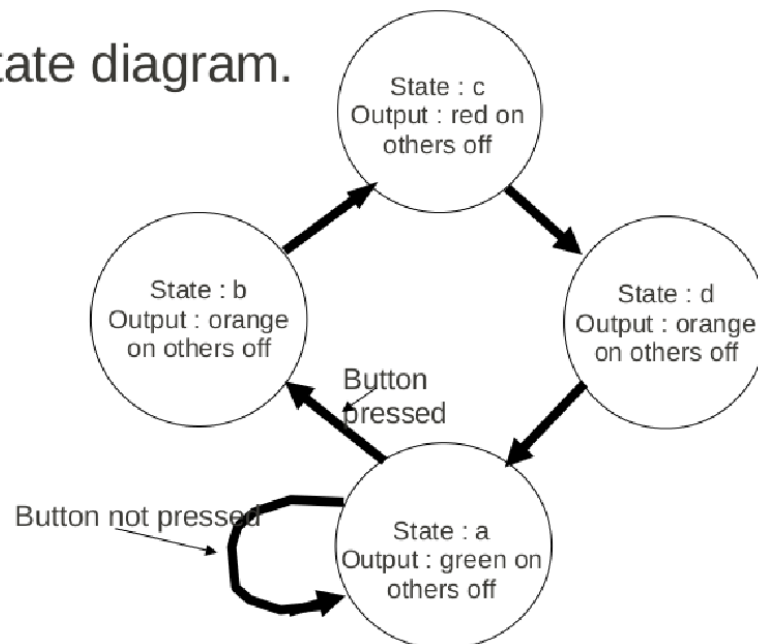 tate diagram.
State : c
Output : red on
others off
State : b
Output : orange
on others off
State : d
Output : orange
on others off
Button
pressed
Button not pressed
State : a
Output : green on
others off